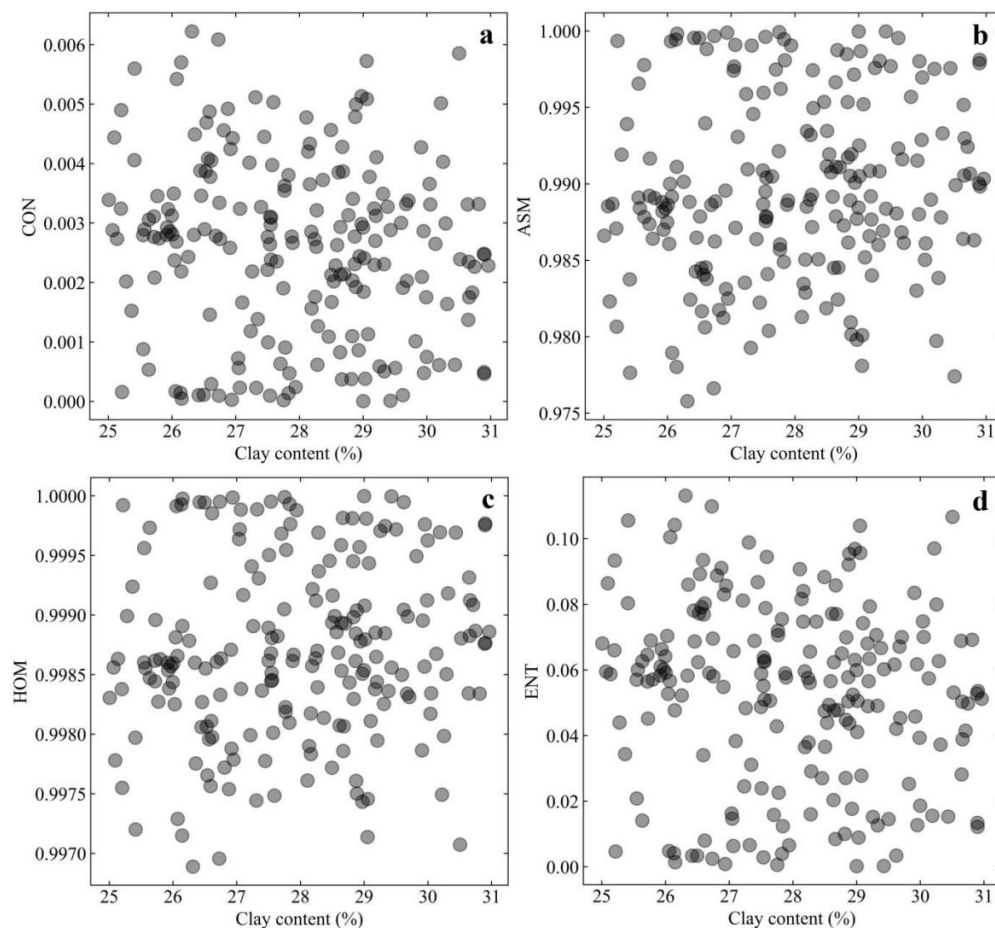 a
0.006
0.005
0.004
0.003
0.002
0.001
0.000
CON
25 26 27 28 29 30 31
Clay content (%)
b
1.000
0.995
0.990
0.985
0.980
0.975
ASM
25 26 27 28 29 30 31
Clay content (%)
c
1.0000
0.9995
0.9990
0.9985
0.9980
0.9975
0.9970
HOM
25 26 27 28 29 30 31
Clay content (%)
d
0.10
0.08
0.06
0.04
0.02
0.00
ENT
25 26 27 28 29 30 31
Clay content (%)